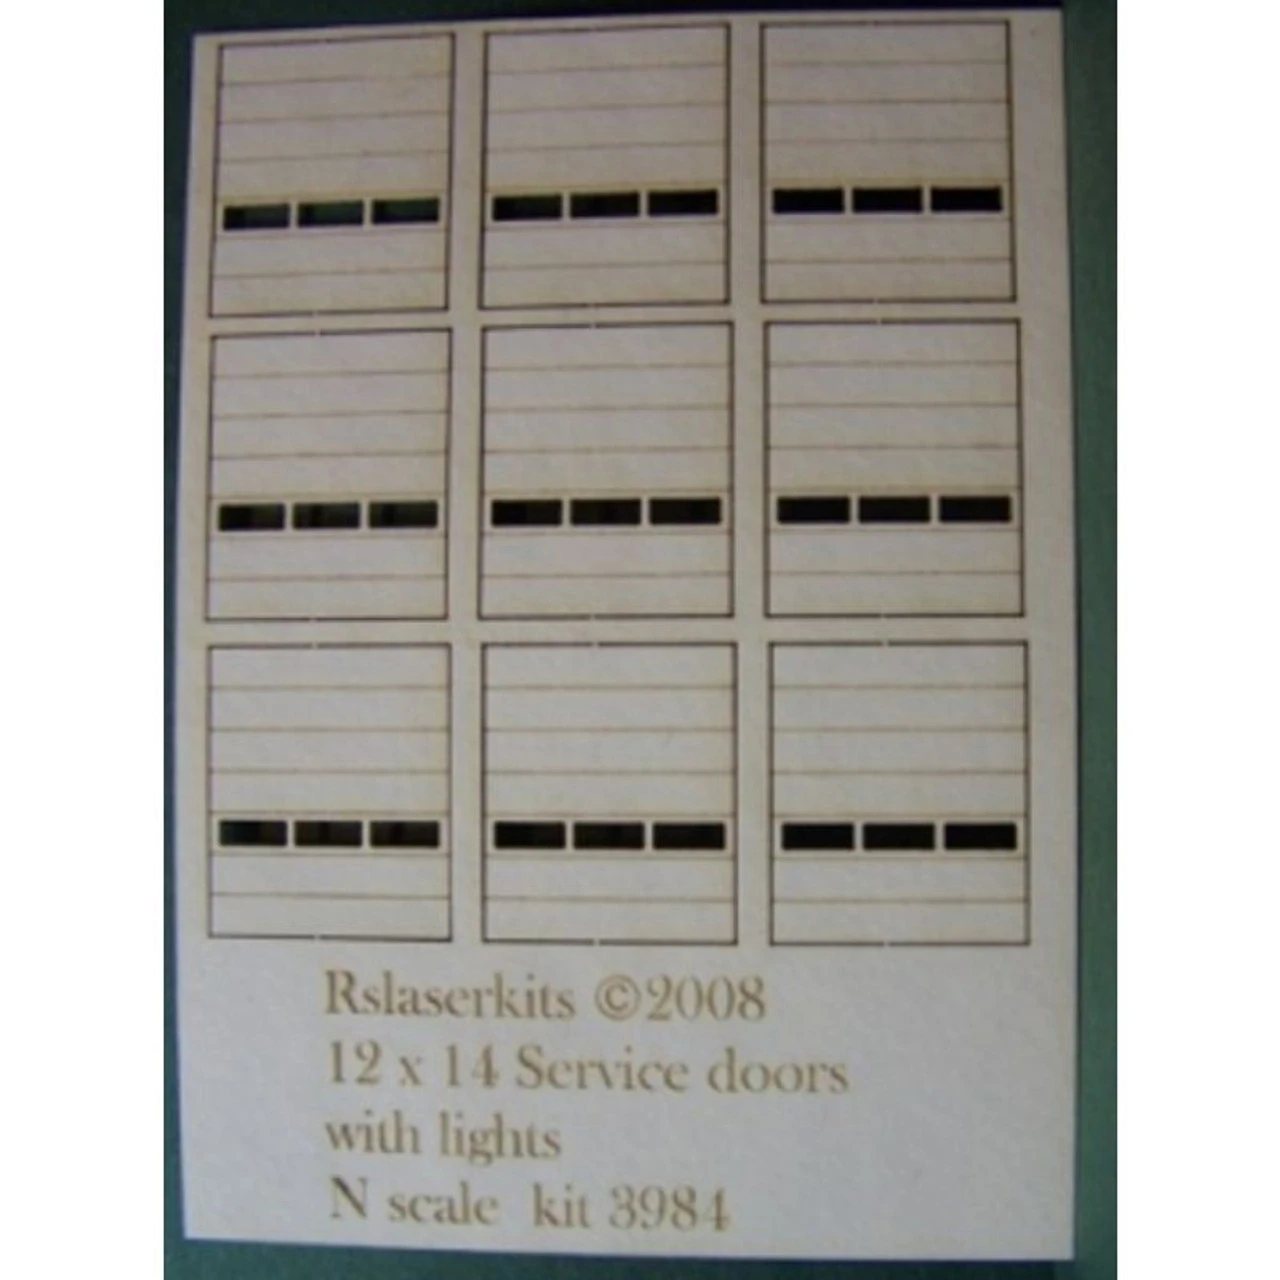 Rslaserkits ©2008
12 x 14 Service doors
with lights
N scale kit 3984